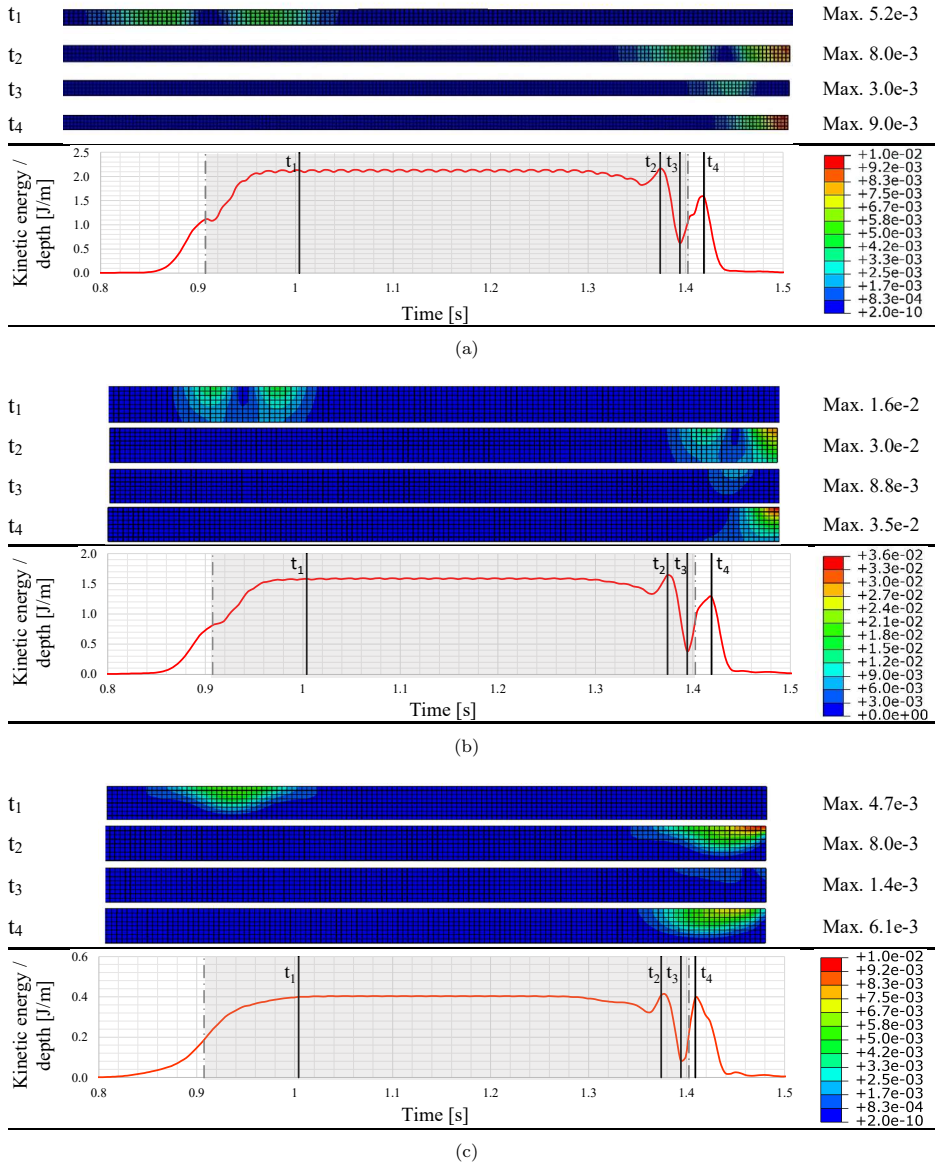 t1 Max. 5.2e-3
t2 Max. 8.0e-3
t3 Max. 3.0e-3
t4 Max. 9.0e-3
Kinetic energy /
depth [J/m]
2.5
2.0
1.5
1.0
0.5
0.0
t1 t2 t3 t4
0.8 0.9 1 1.1 1.2 1.3 1.4 1.5
Time [s]
+1.0e-02
+9.2e-03
+8.3e-03
+7.5e-03
+6.7e-03
+5.8e-03
+5.0e-03
+4.2e-03
+3.3e-03
+2.5e-03
+1.7e-03
+8.3e-04
+2.0e-10
(a)
t1 Max. 1.6e-2
t2 Max. 3.0e-2
t3 Max. 8.8e-3
t4 Max. 3.5e-2
Kinetic energy /
depth [J/m]
2.0
1.5
1.0
0.5
0.0
t1 t2 t3 t4
0.8 0.9 1 1.1 1.2 1.3 1.4 1.5
Time [s]
+3.6e-02
+3.3e-02
+3.0e-02
+2.7e-02
+2.4e-02
+2.1e-02
+1.8e-02
+1.5e-02
+1.2e-02
+9.0e-03
+6.0e-03
+3.0e-03
+0.0e+00
(b)
t1 Max. 4.7e-3
t2 Max. 8.0e-3
t3 Max. 1.4e-3
t4 Max. 6.1e-3
Kinetic energy /
depth [J/m]
0.6
0.4
0.2
0.0
t1 t2 t3 t4
0.8 0.9 1 1.1 1.2 1.3 1.4 1.5
Time [s]
+1.0e-02
+9.2e-03
+8.3e-03
+7.5e-03
+6.7e-03
+5.8e-03
+5.0e-03
+4.2e-03
+3.3e-03
+2.5e-03
+1.7e-03
+8.3e-04
+2.0e-10
(c)